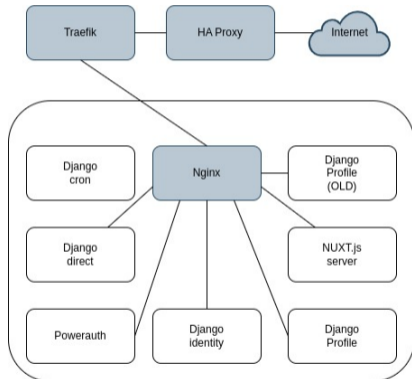 Traefik
HA Proxy
Internet
Django
cron
Nginx
Django
Profile
(OLD)
Django
direct
NUXT.js
server
Powerauth
Django
identity
Django
Profile